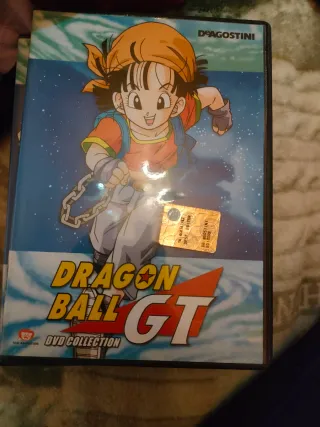 DeAGOSTINI
DRAGON
BALL
GT
DVD COLLECTION